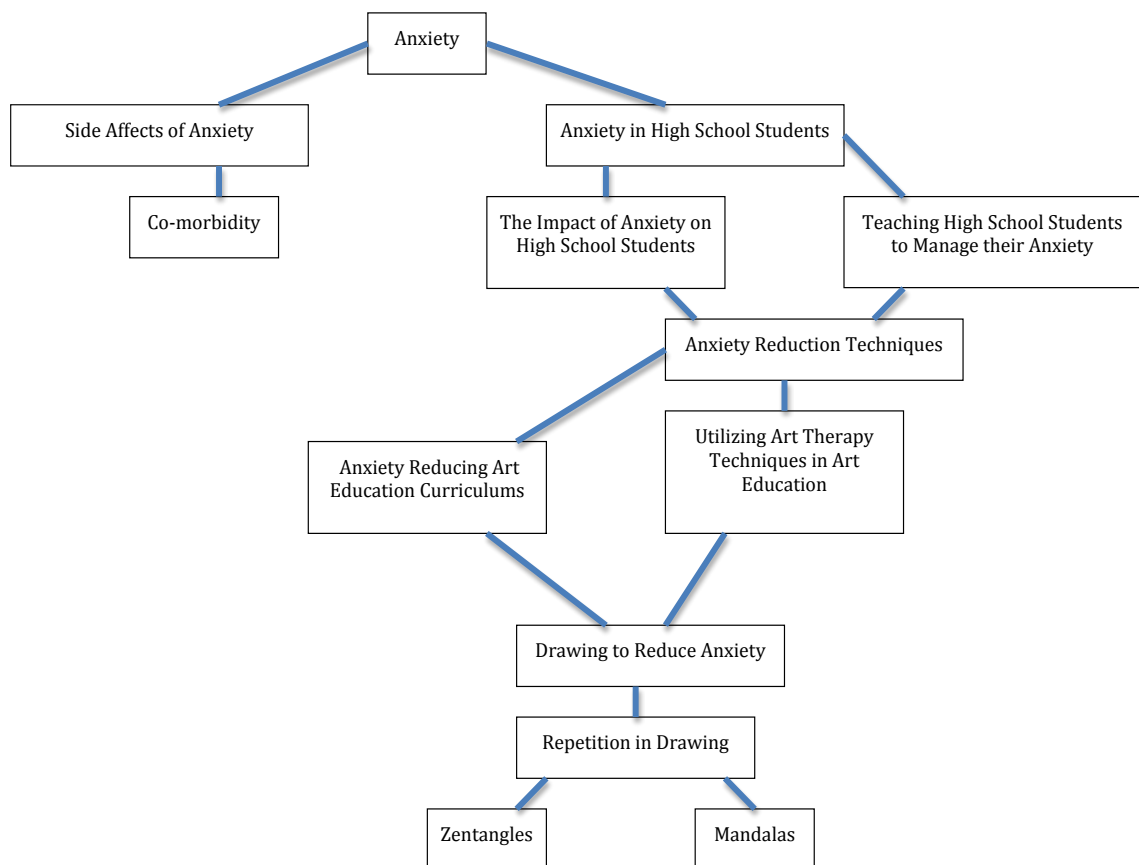 Anxiety
Side Affects of Anxiety
Anxiety in High School Students
Co-morbidity
The Impact of Anxiety on
High School Students
Teaching High School Students
to Manage their Anxiety
Anxiety Reduction Techniques
Anxiety Reducing Art
Education Curriculums
Utilizing Art Therapy
Techniques in Art
Education
Drawing to Reduce Anxiety
Repetition in Drawing
Zentangles
Mandalas